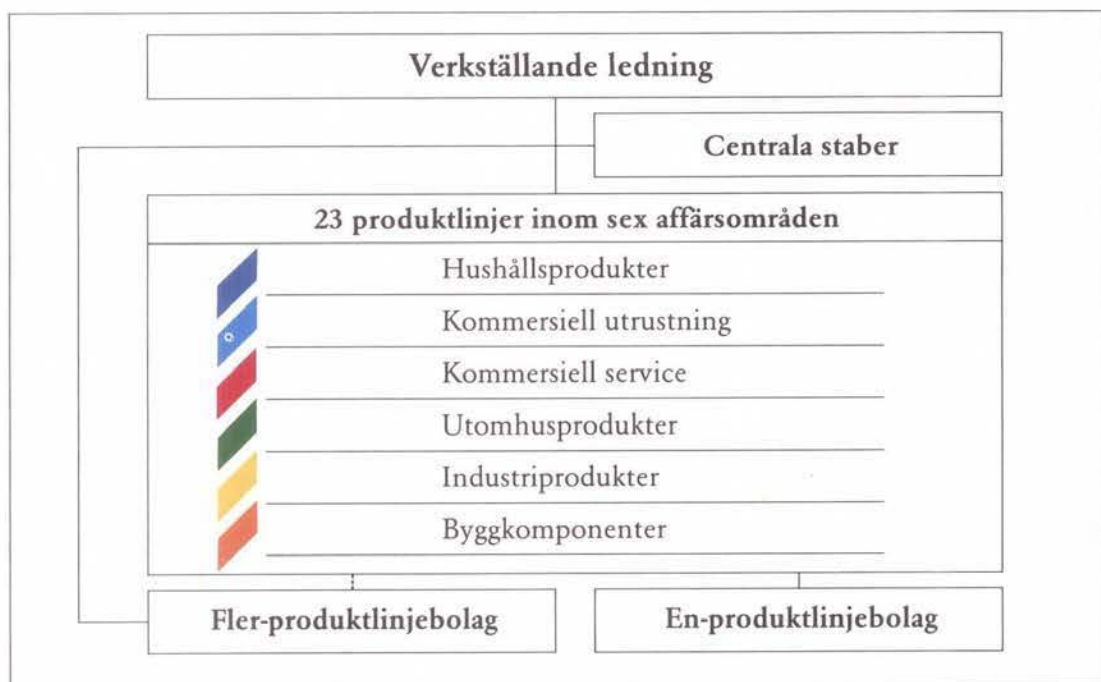 Verkställande ledning
Centrala staber
23 produktlinjer inom sex affärsområden
Hushållsprodukter
Kommersiell utrustning
Kommersiell service
Utomhusprodukter
Industriprodukter
Byggkomponenter
Fler-produktlinjebolag
En-produktlinjebolag